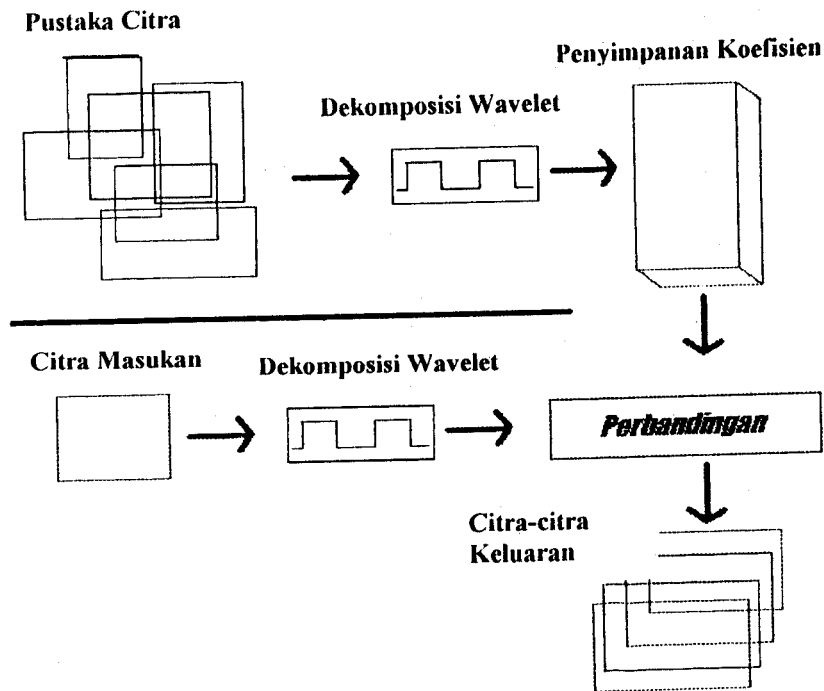 Pustaka Citra
Penyimpanan Koefisien
Dekomposisi Wavelet
Citra Masukan
Dekomposisi Wavelet
Perbandingan
Citra-citra
Keluaran